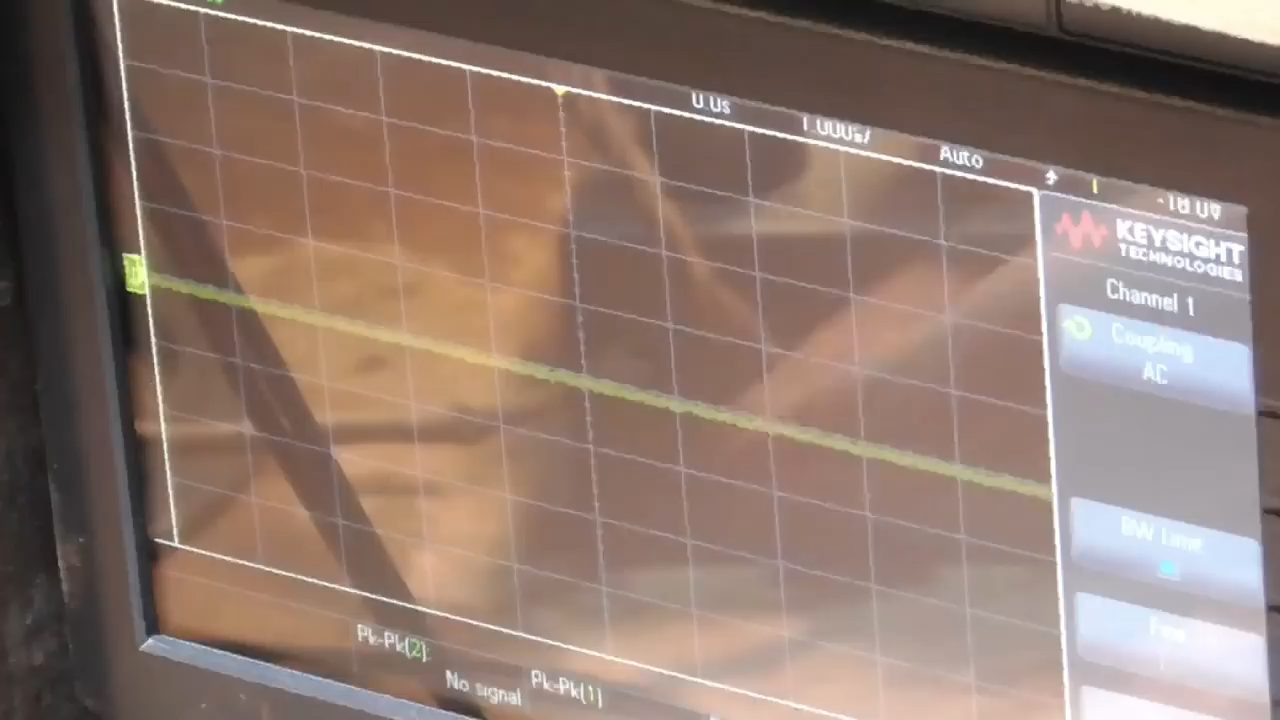 0.0s
1.000s/
Auto
KEYSIGHT
TECHNOLOGIES
Channel 1
Coupling
AC
BW Limit
Pk-Pk(2):
No signal
Pk-Pk(1)